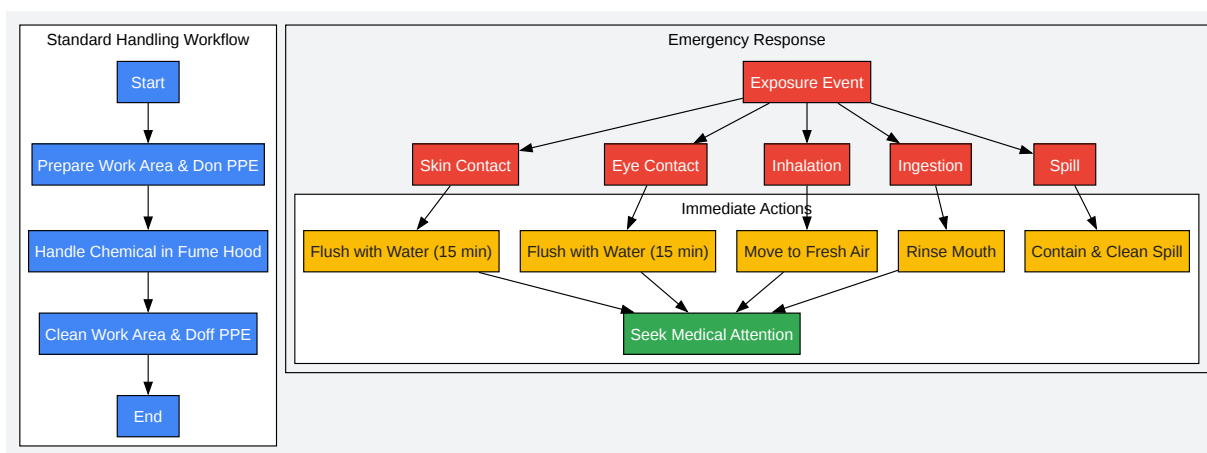 Standard Handling Workflow
Start
Prepare Work Area & Don PPE
Handle Chemical in Fume Hood
Clean Work Area & Doff PPE
End
Emergency Response
Exposure Event
Skin Contact
Eye Contact
Inhalation
Ingestion
Spill
Immediate Actions
Flush with Water (15 min)
Flush with Water (15 min)
Move to Fresh Air
Rinse Mouth
Contain & Clean Spill
Seek Medical Attention